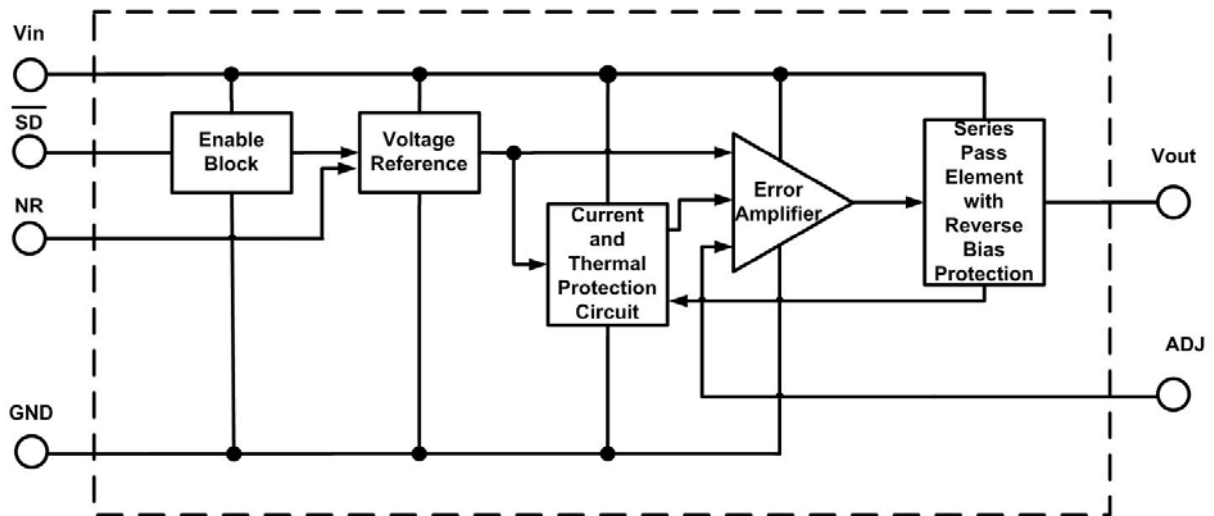 Vin
SD
NR
GND
Enable
Block
Voltage
Reference
Current
and
Thermal
Protection
Circuit
Error
Amplifier
Series
Pass
Element
with
Reverse
Bias
Protection
Vout
ADJ